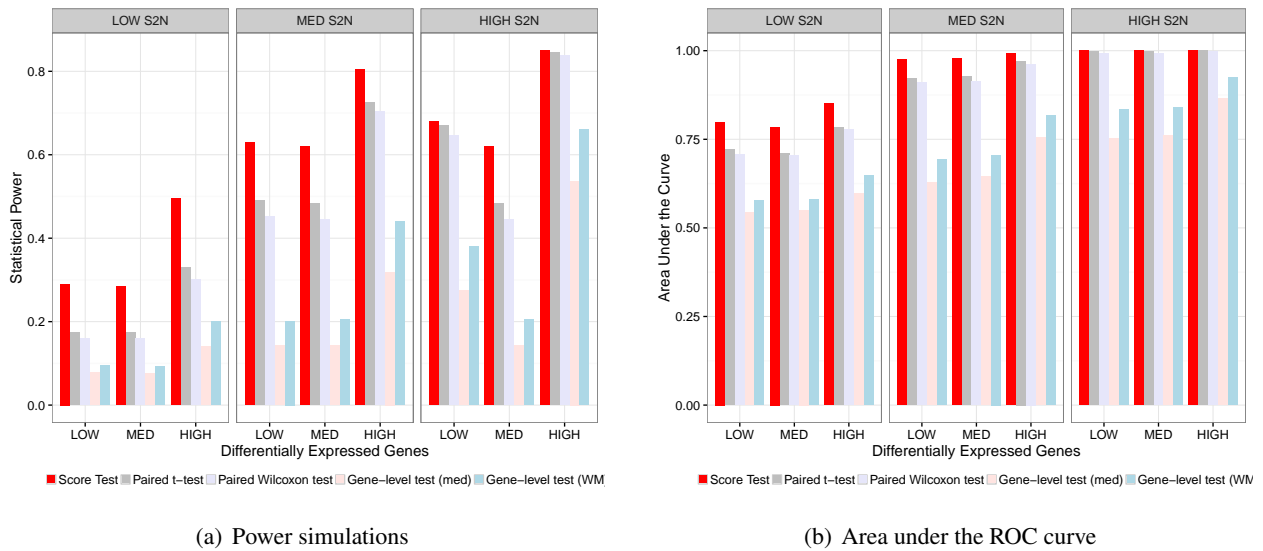 LOW S2N MED S2N HIGH S2N
0.8
0.6
0.4
0.2
0.0
Statistical Power
LOW MED HIGH LOW MED HIGH LOW MED HIGH
Differentially Expressed Genes
Score Test Paired t−test Paired Wilcoxon test Gene−level test (med) Gene−level test (WM
(a) Power simulations
LOW S2N MED S2N HIGH S2N
1.00
0.75
0.50
0.25
0.00
Area Under the Curve
LOW MED HIGH LOW MED HIGH LOW MED HIGH
Differentially Expressed Genes
Score Test Paired t−test Paired Wilcoxon test Gene−level test (med) Gene−level test (WM
(b) Area under the ROC curve